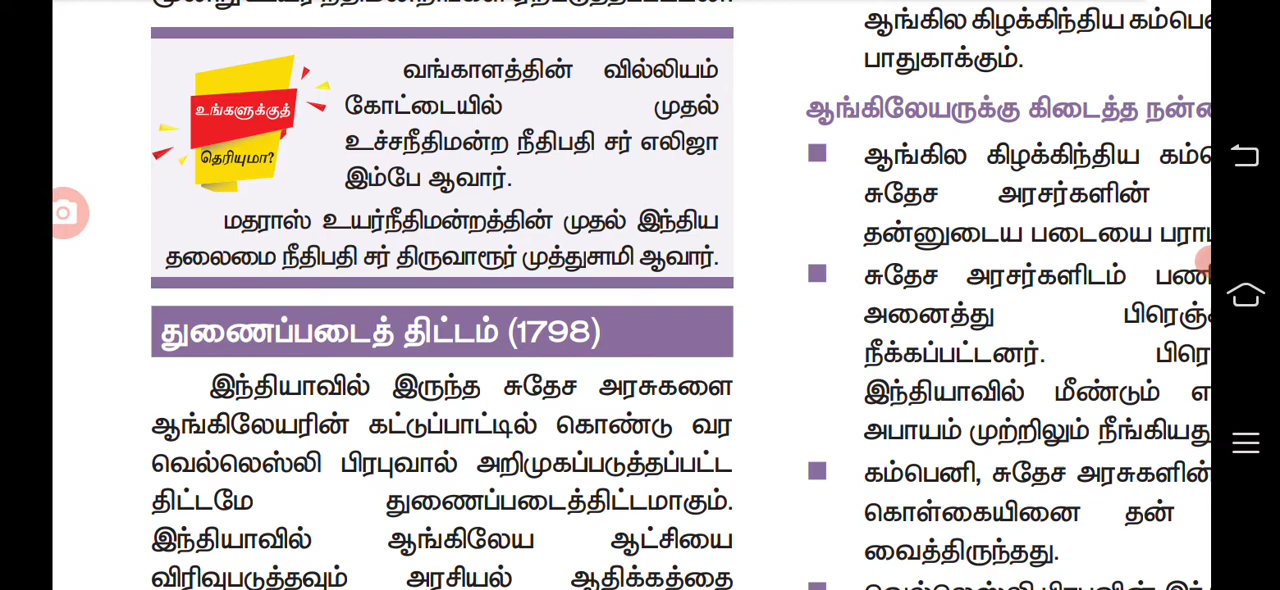 உங்களுக்குத்
தெரியுமா?
வங்காளத்தின் வில்லியம்
கோட்டையில் முதல்
உச்சநீதிமன்ற நீதிபதி சர் எலிஜா
இம்பே ஆவார்.
மதராஸ் உயர்நீதிமன்றத்தின் முதல் இந்திய
தலைமை நீதிபதி சர் திருவாரூர் முத்துசாமி ஆவார்.
துணைப்படைத் திட்டம் (1798)
இந்தியாவில் இருந்த சுதேச அரசுகளை
ஆங்கிலேயரின் கட்டுப்பாட்டில் கொண்டு வர
வெல்லெஸ்லி பிரபுவால் அறிமுகப்படுத்தப்பட்ட
திட்டமே துணைப்படைத்திட்டமாகும்.
இந்தியாவில் ஆங்கிலேய ஆட்சியை
விரிவுபடுத்தவும் அரசியல் ஆதிக்கத்தை
ஆங்கில கிழக்கிந்திய
பாதுகாக்கும்.
ஆங்கிலேயருக்கு கிடைத்த
ஆங்கில கிழக்கிந்திய
சுதேச அரசர்களின்
தன்னுடைய படையை
சுதேச அரசர்களிடம்
அனைத்து
நீக்கப்பட்டனர்.
இந்தியாவில் மீண்டும்
அபாயம் முற்றிலும்
கம்பெனி, சுதேச அரசுகளின்
கொள்கையினை தன்
வைத்திருந்தது.